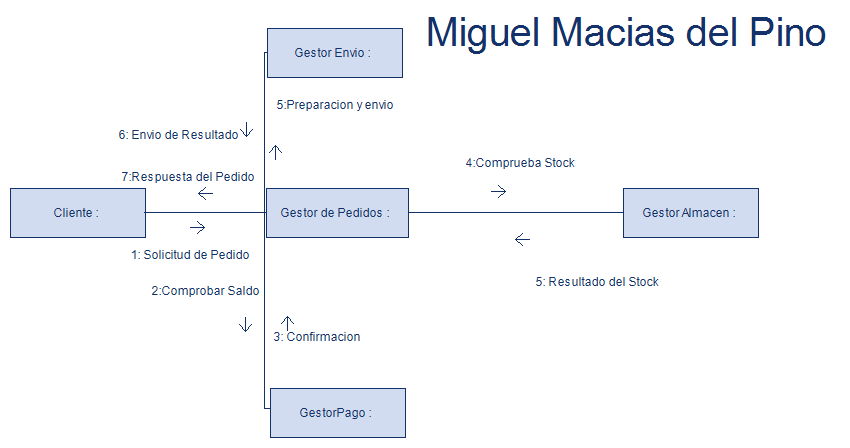 Miguel Macias del Pino
Gestor Envio :
5:Preparacion y envio
6: Envio de Resultado
7:Respuesta del Pedido
4:Comprueba Stock
Cliente :
Gestor de Pedidos :
Gestor Almacen :
1: Solicitud de Pedido
5: Resultado del Stock
2:Comprobar Saldo
3: Confirmacion
GestorPago :